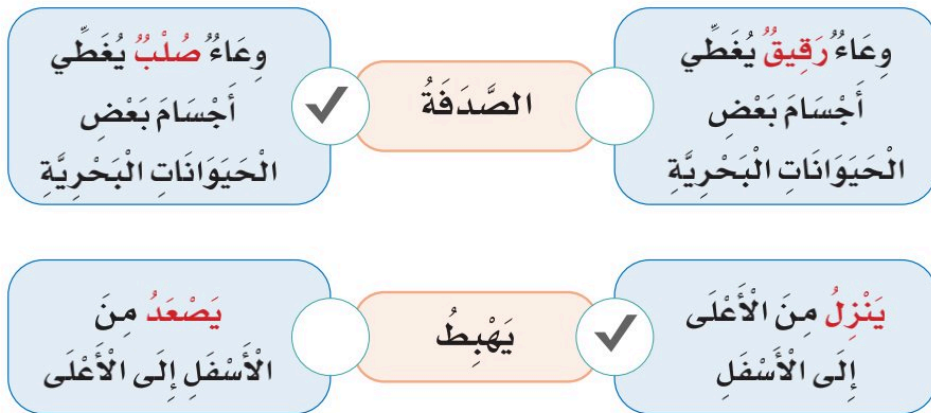 وِعَاءٌ رَقِيقٌ يُغَطِّي
أَجْسَامَ بَعْضِ
الْحَيَوَانَاتِ الْبَحْرِيَّةِ
الصَّدَفَةُ
وِعَاءٌ صُلْبٌ يُغَطِّي
أَجْسَامَ بَعْضِ
الْحَيَوَانَاتِ الْبَحْرِيَّةِ
يَنْزِلُ مِنَ الْأَعْلَى
إِلَى الْأَسْفَلِ
يَهْبِطُ
يَصْعَدُ مِنَ
الْأَسْفَلِ إِلَى الْأَعْلَى